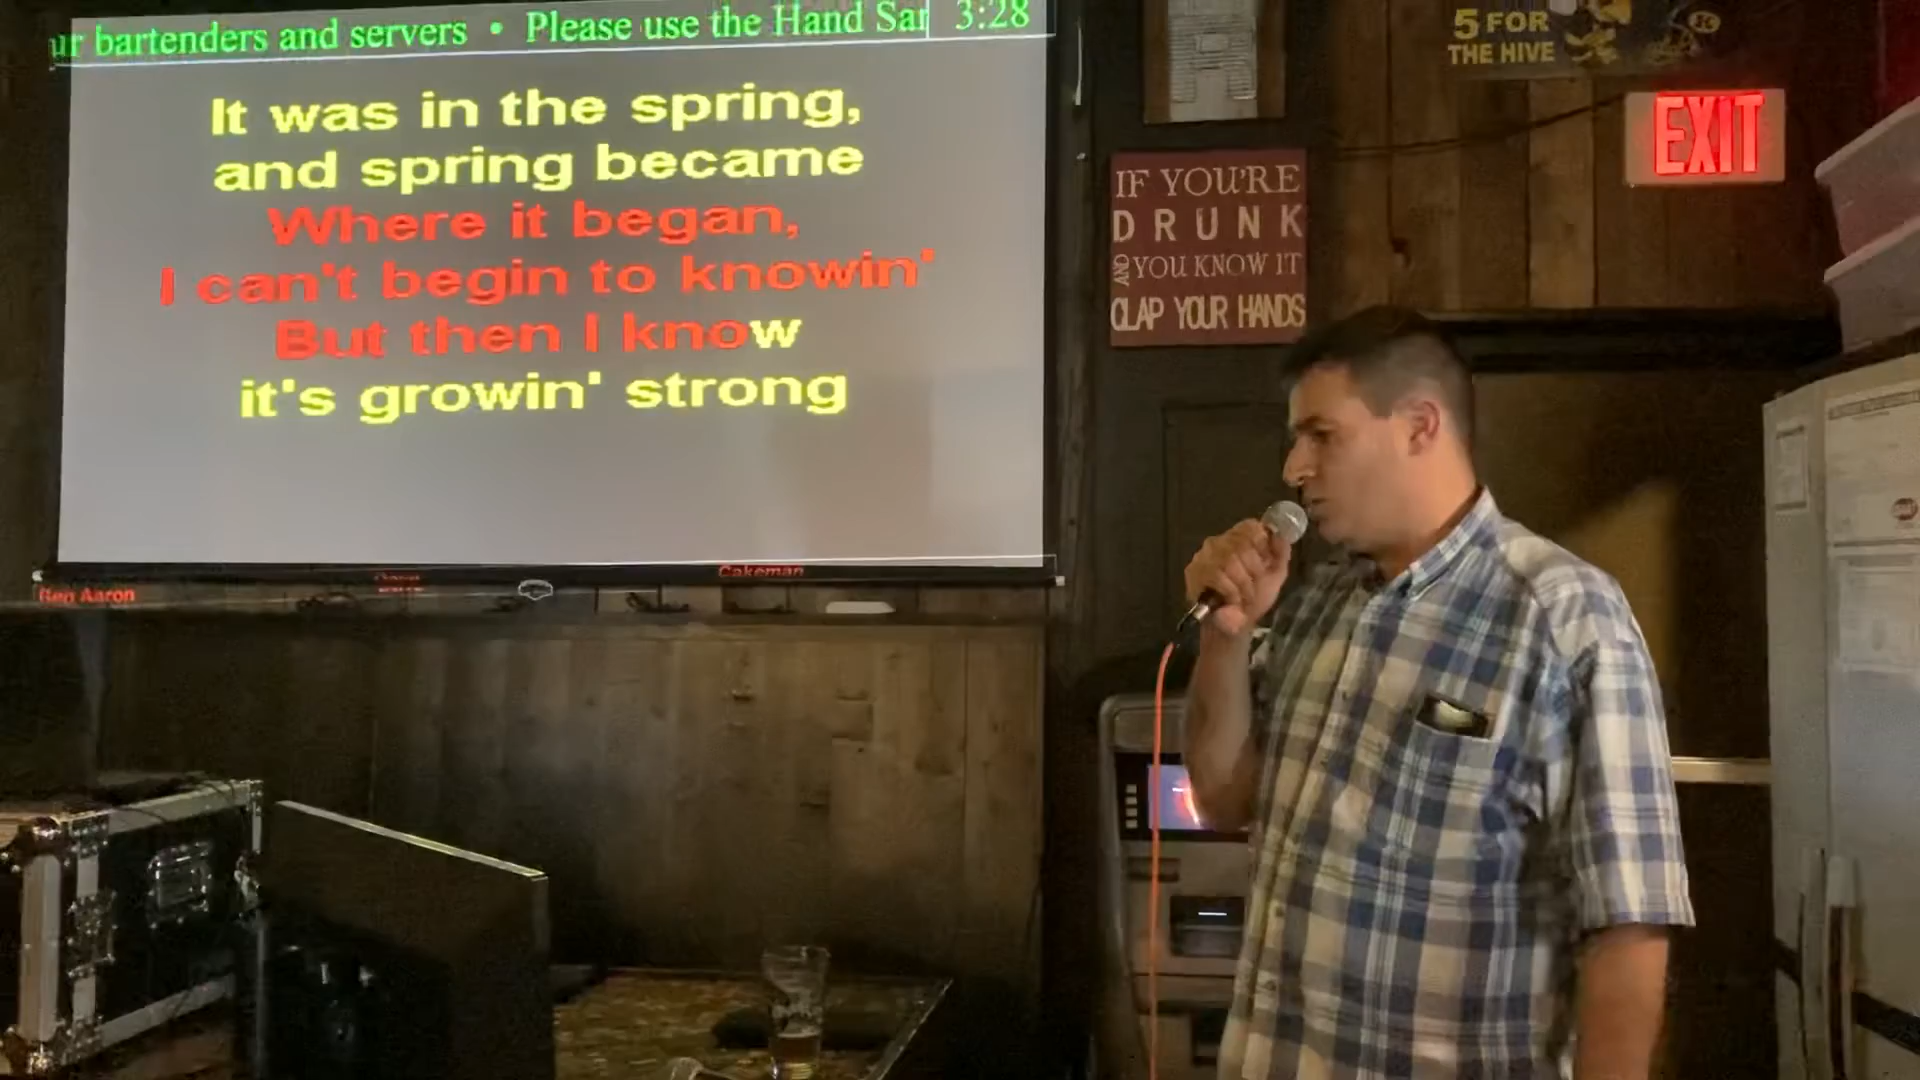 ur bartenders and servers • Please use the Hand Sar 3:28
It was in the spring,
and spring became
Where it began,
I can't begin to knowin'
But then I know
it's growin' strong
Ben Aaron
Cakeman
5 FOR
THE HIVE
EXIT
IF YOU'RE
DRUNK
AND YOU KNOW IT
CLAP YOUR HANDS